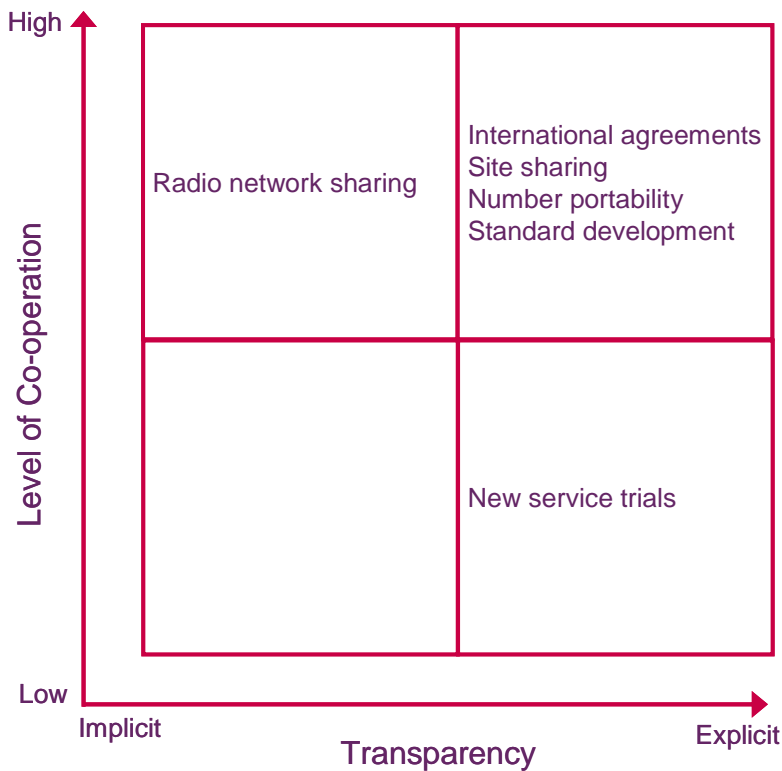 High
Radio network sharing
International agreements
Site sharing
Number portability
Standard development
Level of Co-operation
New service trials
Low
Implicit
Explicit
Transparency